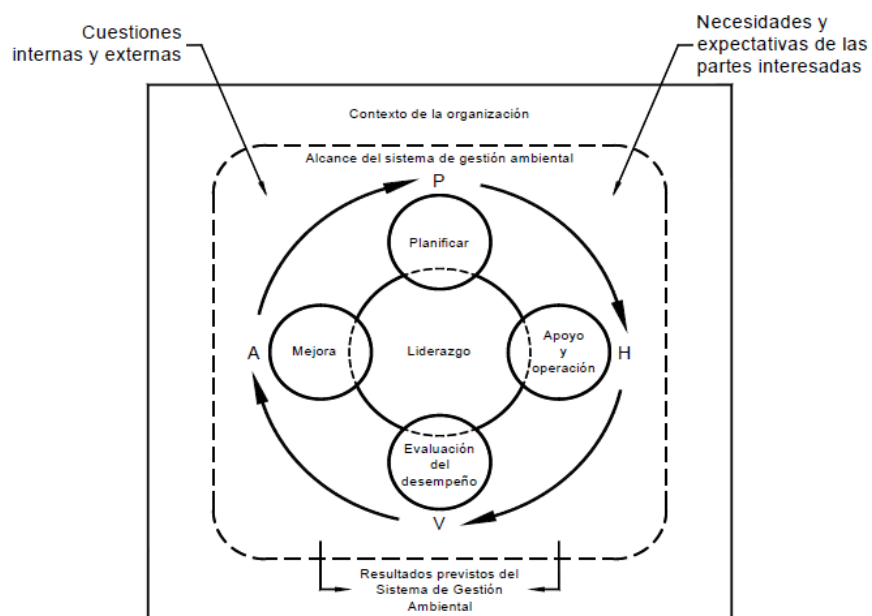 Cuestiones
internas y externas
Necesidades y
expectativas de las
partes interesadas
Contexto de la organización
Alcance del sistema de gestión ambiental
P
Planificar
A
Mejora
Liderazgo
Apoyo
y
operación
H
Evaluación
del
desempeño
V
Resultados previstos del
Sistema de Gestión
Ambiental